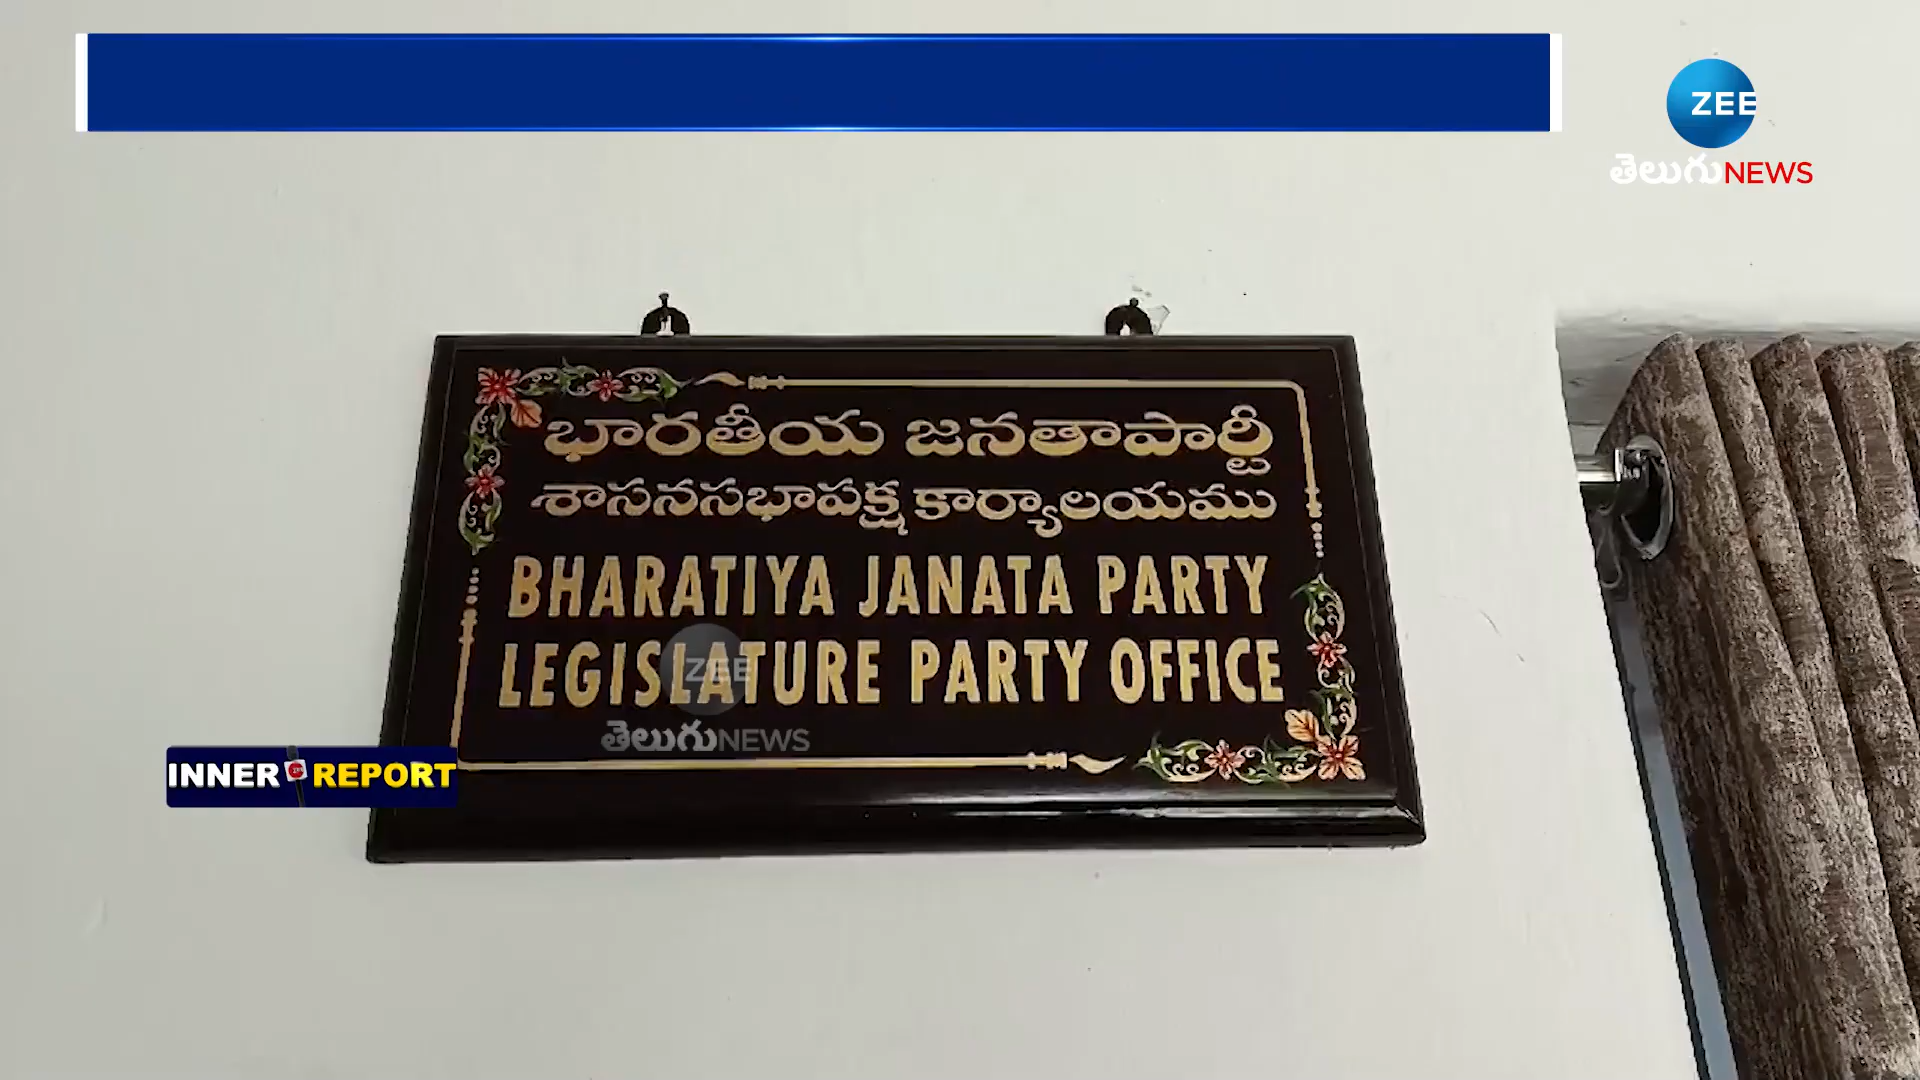 ZEE
తెలుగుNEWS
భారతీయ జనతాపార్టీ
శాసనసభాపక్ష కార్యాలయము
BHARATIYA JANATA PARTY
LEGISLATURE PARTY OFFICE
ZEE
తెలుగుNEWS
INNER REPORT